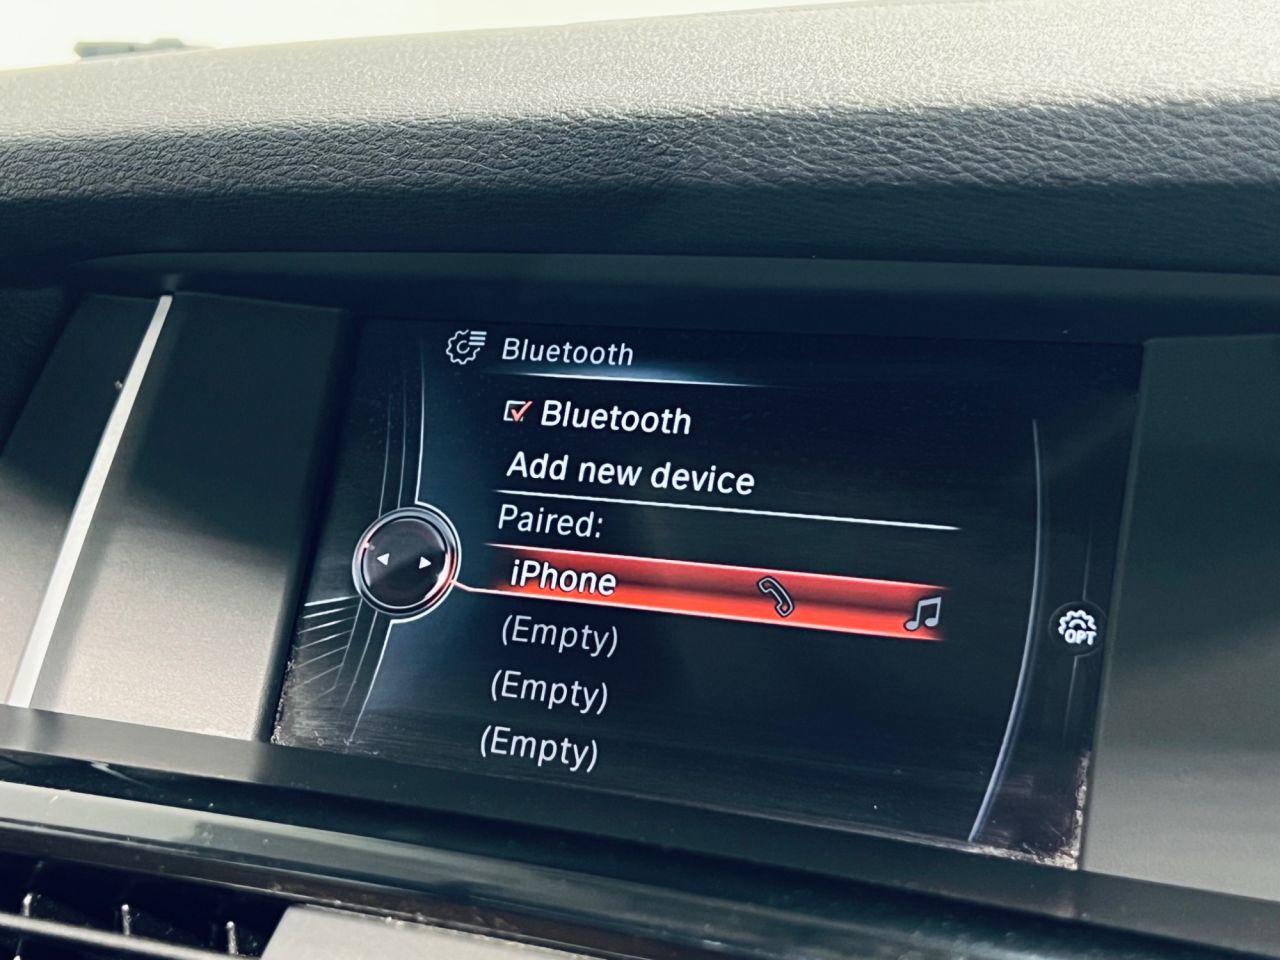 Bluetooth
Bluetooth
Add new device
Paired:
iPhone
(Empty)
OPT
(Empty)
(Empty)